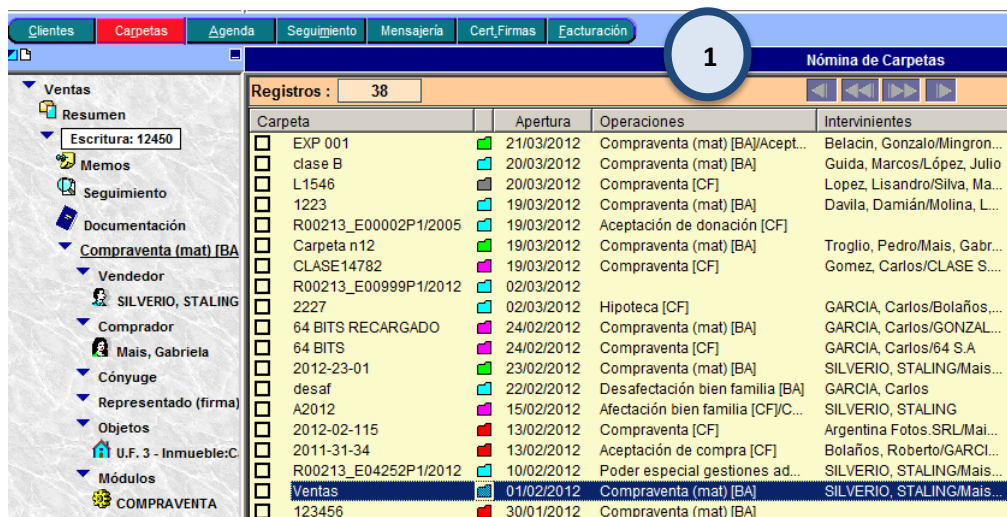 Clientes Carpetas Agenda Seguimiento Mensajería Cert.Firmas Facturación
1
Nómina de Carpetas
Ventas
Resumen
Escritura: 12450
Memos
Seguimiento
Documentación
Compraventa (mat) [BA
Vendedor
SILVERIO, STALING
Comprador
Mais, Gabriela
Cónyuge
Representado (firma)
Objetos
U.F. 3 - Inmueble:C.
Módulos
COMPRAVENTA
Registros : 38
Carpeta Apertura Operaciones Intervinientes
EXP 001 21/03/2012 Compraventa (mat) [BA]/Acept... Belacin, Gonzalo/Mingron...
clase B 20/03/2012 Compraventa (mat) [BA] Guida, Marcos/López, Julio
L1546 20/03/2012 Compraventa [CF] Lopez, Lisandro/Silva, Ma...
1223 19/03/2012 Compraventa (mat) [BA] Davila, Damián/Molina, L...
R00213_E00002P1/2005 19/03/2012 Aceptación de donación [CF]
Carpeta n12 19/03/2012 Compraventa (mat) [BA] Troglio, Pedro/Mais, Gabr...
CLASE14782 19/03/2012 Compraventa [CF] Gomez, Carlos/CLASE S....
R00213_E00999P1/2012 02/03/2012
2227 02/03/2012 Hipoteca [CF] GARCIA, Carlos/Bolaños,...
64 BITS RECARGADO 24/02/2012 Compraventa (mat) [BA] GARCIA, Carlos/GONZAL...
64 BITS 24/02/2012 Compraventa [CF] GARCIA, Carlos/64 S.A
2012-23-01 23/02/2012 Compraventa (mat) [BA] SILVERIO, STALING/Mais...
desaf 22/02/2012 Desafectación bien familia [BA] GARCIA, Carlos
A2012 15/02/2012 Afectación bien familia [CF]/C... SILVERIO, STALING
2012-02-115 13/02/2012 Compraventa [CF] Argentina Fotos.SRL/Mai...
2011-31-34 13/02/2012 Aceptación de compra [CF] Bolaños, Roberto/GARCI...
R00213_E04252P1/2012 10/02/2012 Poder especial gestiones ad... SILVERIO, STALING/Mais...
Ventas 01/02/2012 Compraventa (mat) [BA] SILVERIO, STALING/Mais...
123456 30/01/2012 Compraventa (mat) [BA]